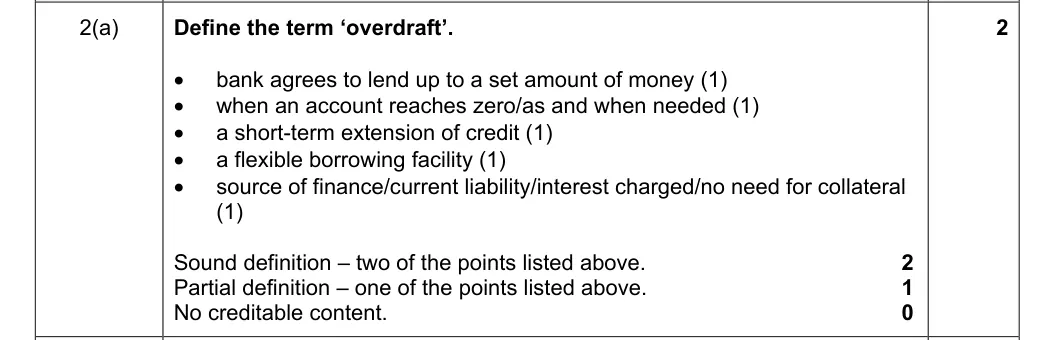 2(a) Define the term ‘overdraft’. 2
• bank agrees to lend up to a set amount of money (1)
• when an account reaches zero/as and when needed (1)
• a short-term extension of credit (1)
• a flexible borrowing facility (1)
• source of finance/current liability/interest charged/no need for collateral
(1)
Sound definition – two of the points listed above. 2
Partial definition – one of the points listed above. 1
No creditable content. 0